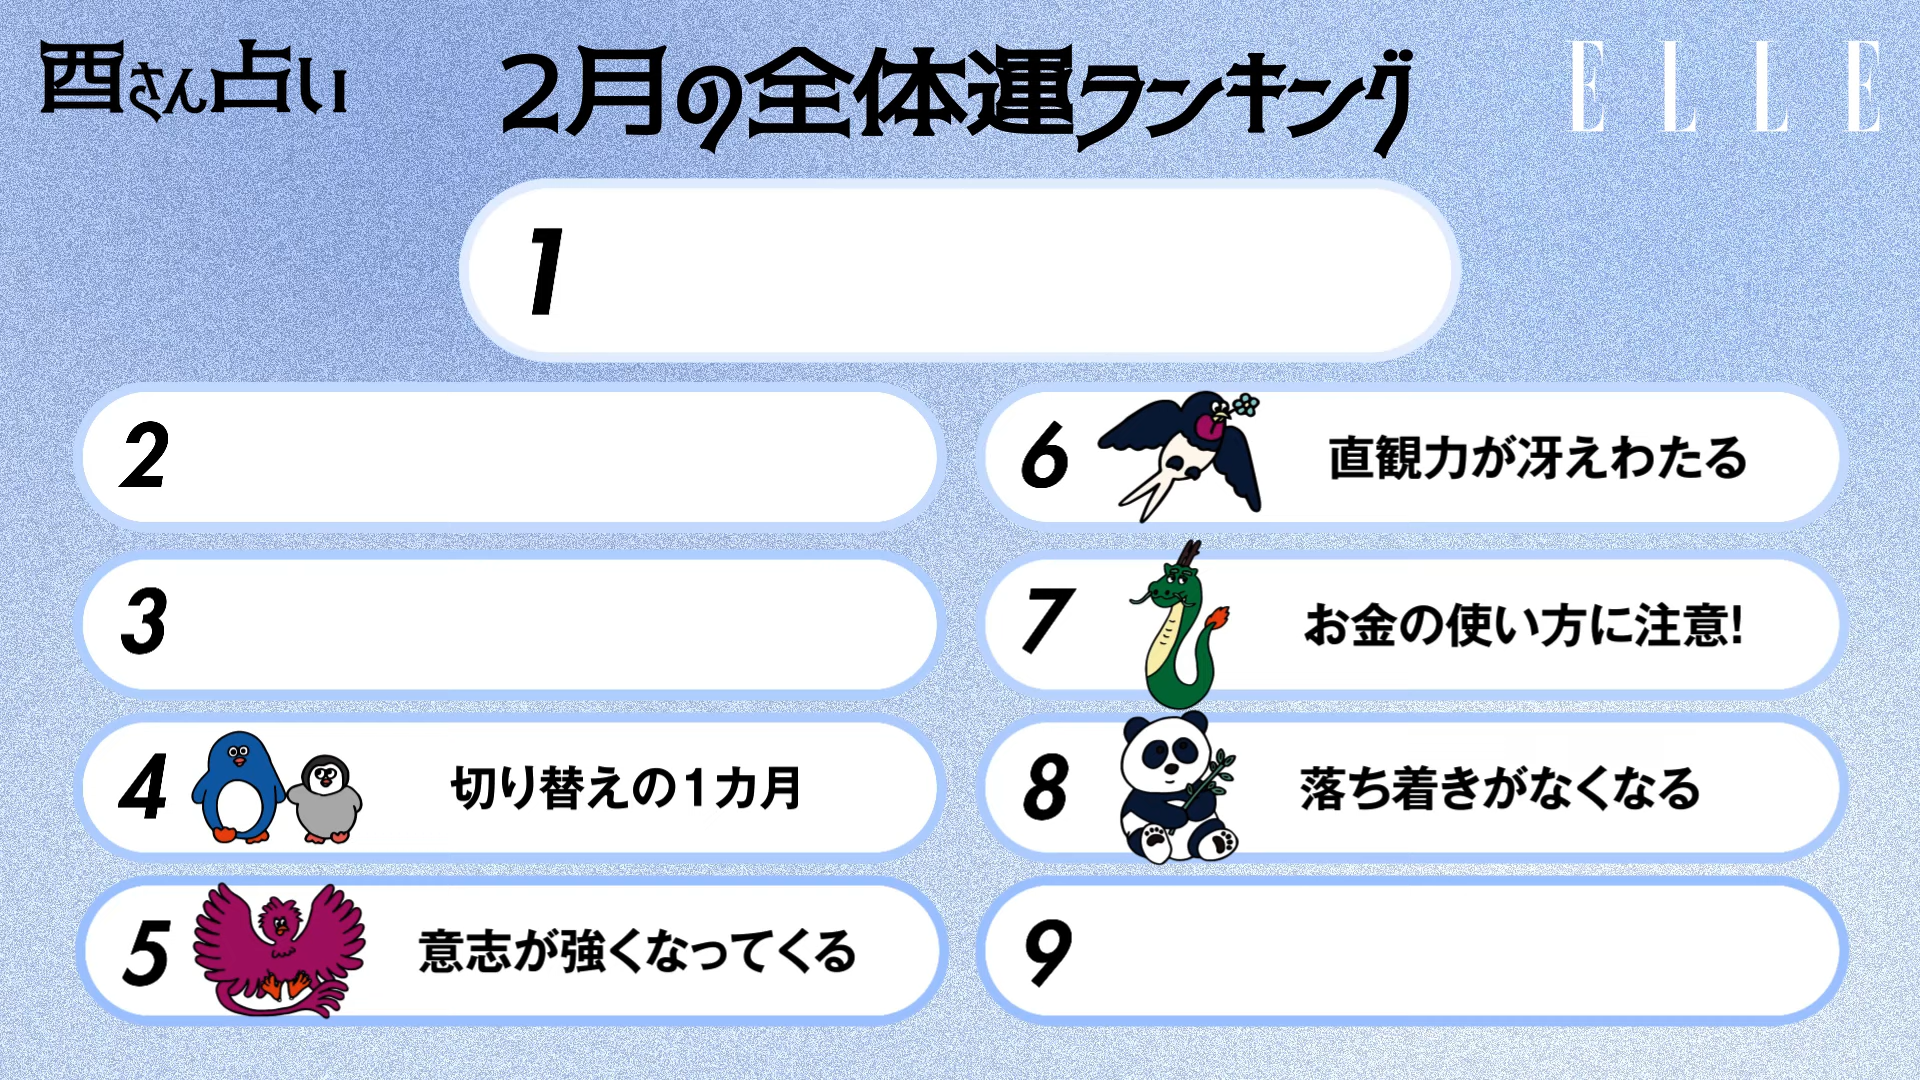 酉さん占い
2月の全体運ランキング
ELLE
1
2
3
4 切り替えの1カ月
5 意志が強くなってくる
6 直観力が冴えわたる
7 お金の使い方に注意!
8 落ち着きがなくなる
9